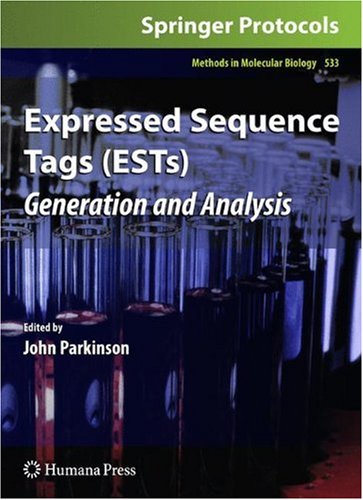 Springer Protocols
Methods in Molecular Biology 533
Expressed Sequence
Tags (ESTs)
Generation and Analysis
Edited by
John Parkinson
Humana Press